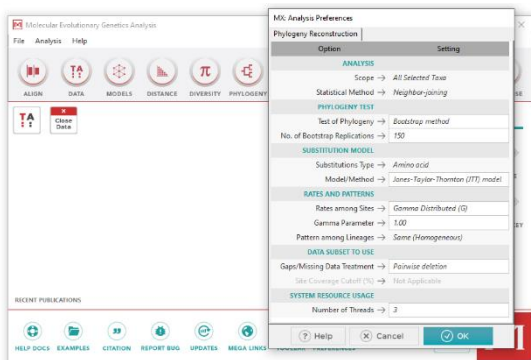 Molecular Evolutionary Genetics Analysis
File Analysis Help
ALIGN DATA MODELS DISTANCE DIVERSITY PHYLOGENY
TA
Close
Data
RECENT PUBLICATIONS
HELP DOCS EXAMPLES CITATION REPORT BUG UPDATES MEGA LINKS
MX: Analysis Preferences
Phylogeny Reconstruction
Option Setting
ANALYSIS
Scope → All Selected Taxa
Statistical Method → Neighbor-joining
PHYLOGENY TEST
Test of Phylogeny → Bootstrap method
No. of Bootstrap Replications → 150
SUBSTITUTION MODEL
Substitutions Type → Amino acid
Model/Method → Jones-Taylor-Thornton (JTT) model
RATES AND PATTERNS
Rates among Sites → Gamma Distributed (G)
Gamma Parameter → 1.00
Pattern among Lineages → Same (Homogeneous)
DATA SUBSET TO USE
Gaps/Missing Data Treatment → Pairwise deletion
Site Coverage Cutoff (%) → Not Applicable
SYSTEM RESOURCE USAGE
Number of Threads → 3
? Help Cancel OK